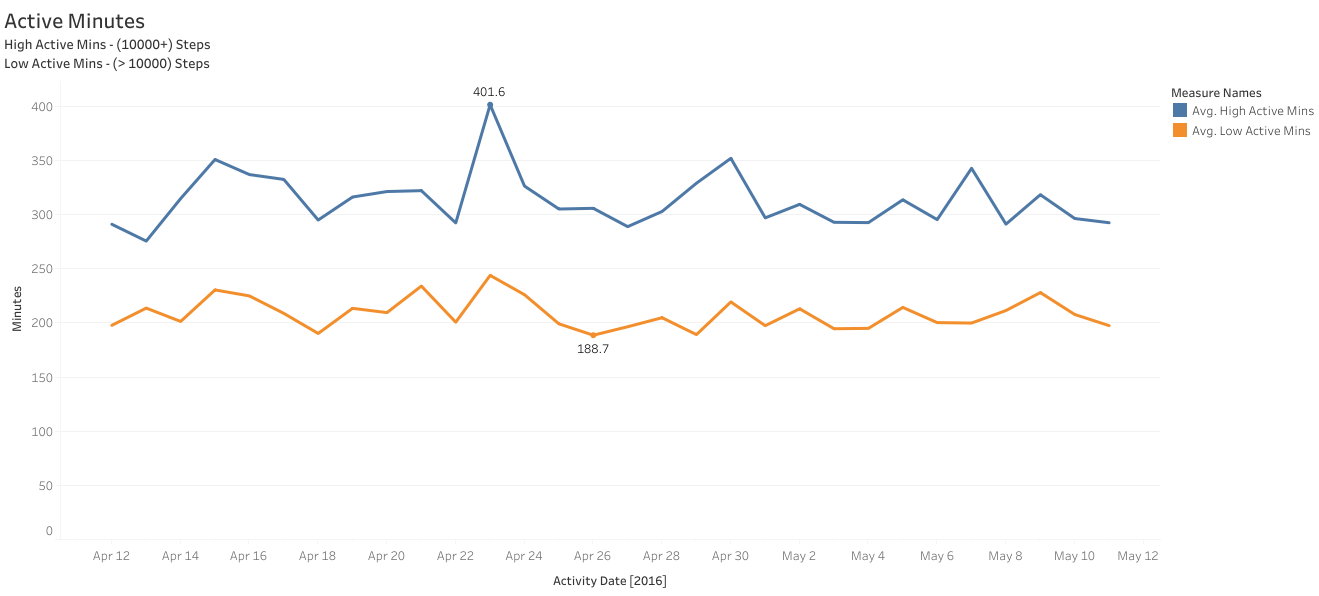 Active Minutes
High Active Mins - (10000+) Steps
Low Active Mins - (> 10000) Steps
Measure Names
Avg. High Active Mins
Avg. Low Active Mins
401.6
188.7
Minutes
400
350
300
250
200
150
100
50
0
Apr 12 Apr 14 Apr 16 Apr 18 Apr 20 Apr 22 Apr 24 Apr 26 Apr 28 Apr 30 May 2 May 4 May 6 May 8 May 10 May 12
Activity Date [2016]